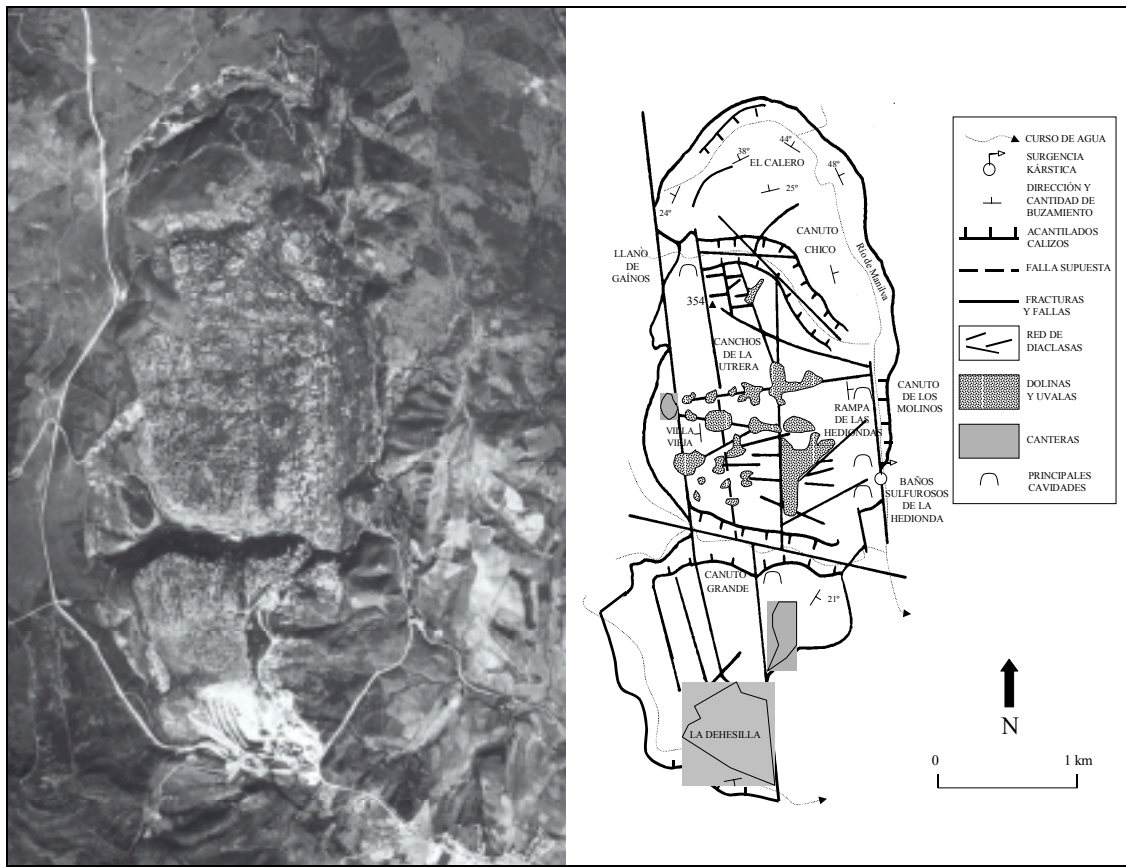 44º
38º
EL CALERO
48º
25º
24º
CANUTO
CHICO
LLANO
DE
GAÍNOS
Río de Manilva
354
CANCHOS
DE LA
UTRERA
CANUTO
DE LOS
MOLINOS
RAMPA
DE LAS
HEDIONDAS
VILLA
VIEJA
BAÑOS
SULFUROSOS
DE LA
HEDIONDA
CANUTO
GRANDE
21º
LA DEHESILLA
CURSO DE AGUA
SURGENCIA
KÁRSTICA
DIRECCIÓN Y
CANTIDAD DE
BUZAMIENTO
ACANTILADOS
CALIZOS
FALLA SUPUESTA
FRACTURAS
Y FALLAS
RED DE
DIACLASAS
DOLINAS
Y UVALAS
CANTERAS
PRINCIPALES
CAVIDADES
N
0 1 km